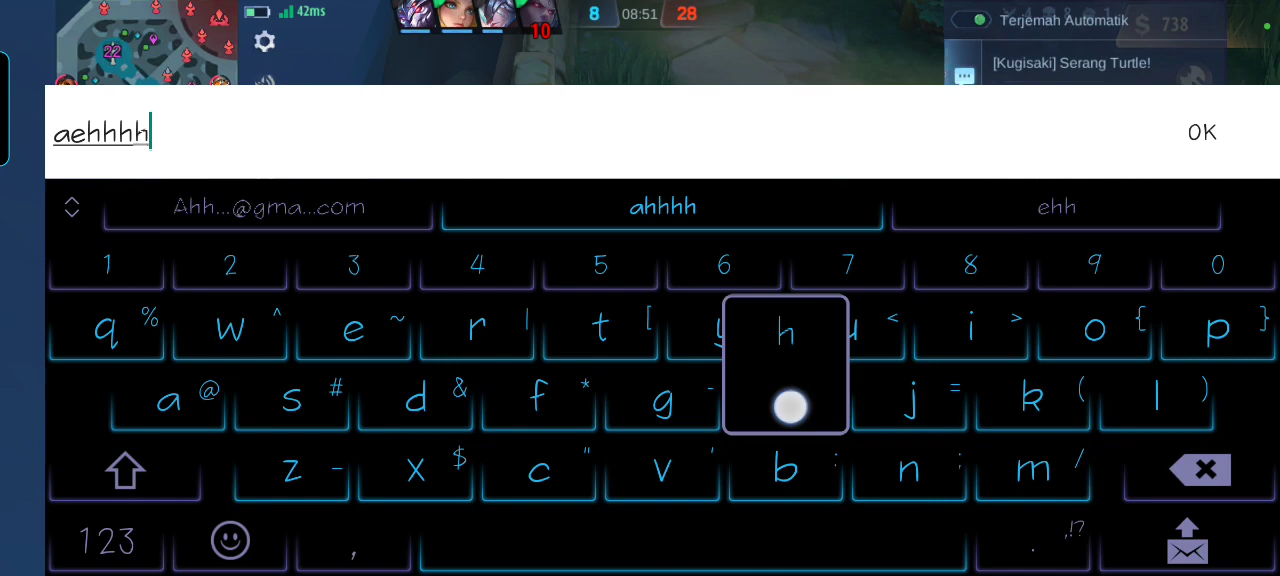 42ms
8 08:51 28
Terjemah Automatik
$ 738
22
10
[Kugisaki] Serang Turtle!
aehhhh
OK
Ahh...@gma...com ahhhh ehh
1 2 3 4 5 6 7 8 9 0
q % w ^ e ~ r | t [ h < i > o { p }
a @ s # d & f * g - j = k ( l )
z - x $ c " v ' b : n ; m /
123 , . ,!?